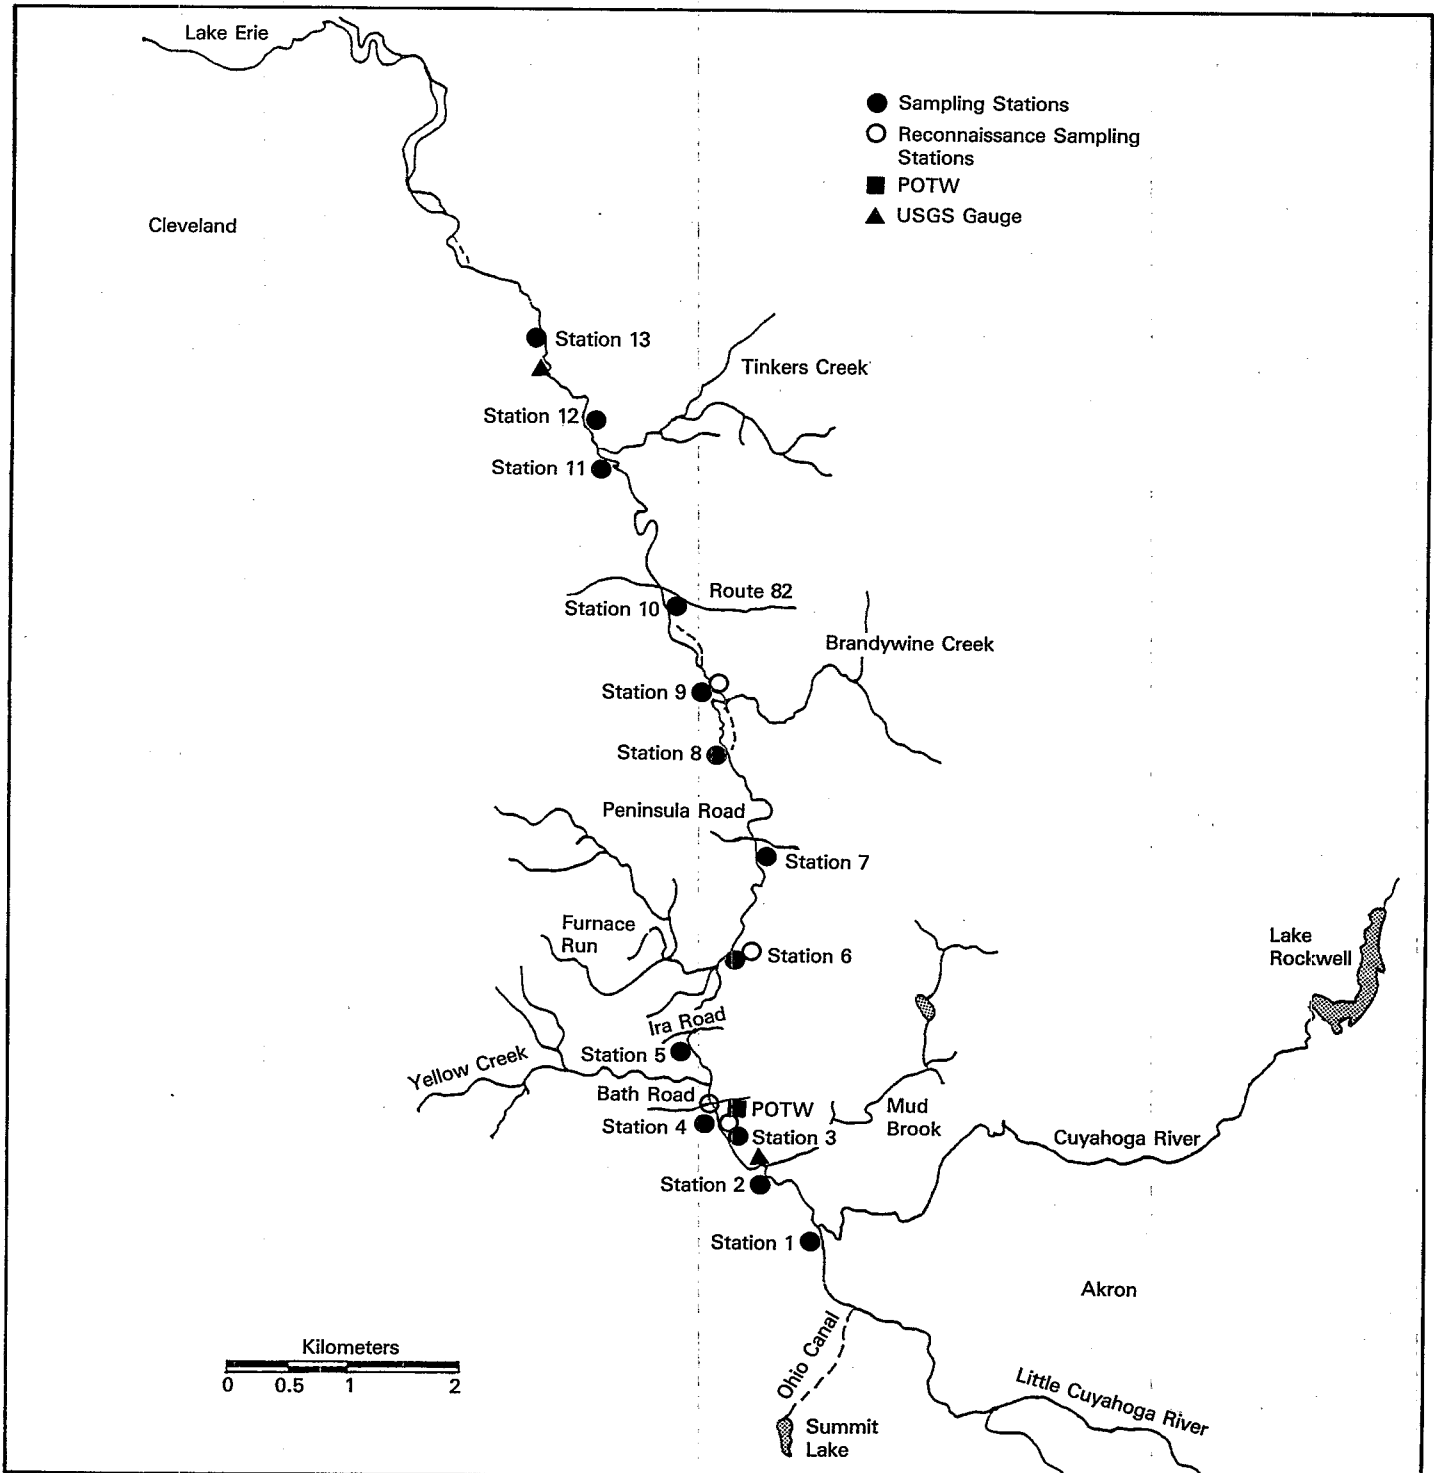 Lake Erie
Sampling Stations
Reconnaissance Sampling
Stations
POTW
USGS Gauge
Cleveland
Station 13
Tinkers Creek
Station 12
Station 11
Route 82
Station 10
Brandywine Creek
Station 9
Station 8
Peninsula Road
Station 7
Furnace
Run
Station 6
Lake
Rockwell
Ira Road
Station 5
Yellow Creek
Bath Road
POTW
Mud
Brook
Station 4
Station 3
Cuyahoga River
Station 2
Station 1
Akron
Kilometers
0 0.5 1 2
Ohio Canal
Little Cuyahoga River
Summit
Lake